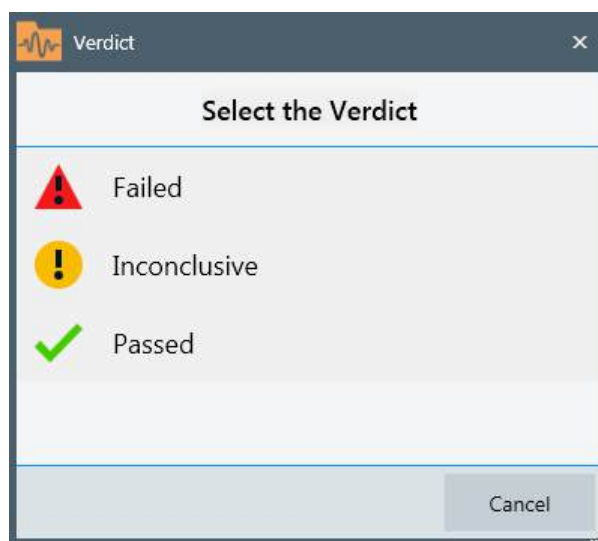 Verdict
Select the Verdict
Failed
Inconclusive
Passed
Cancel